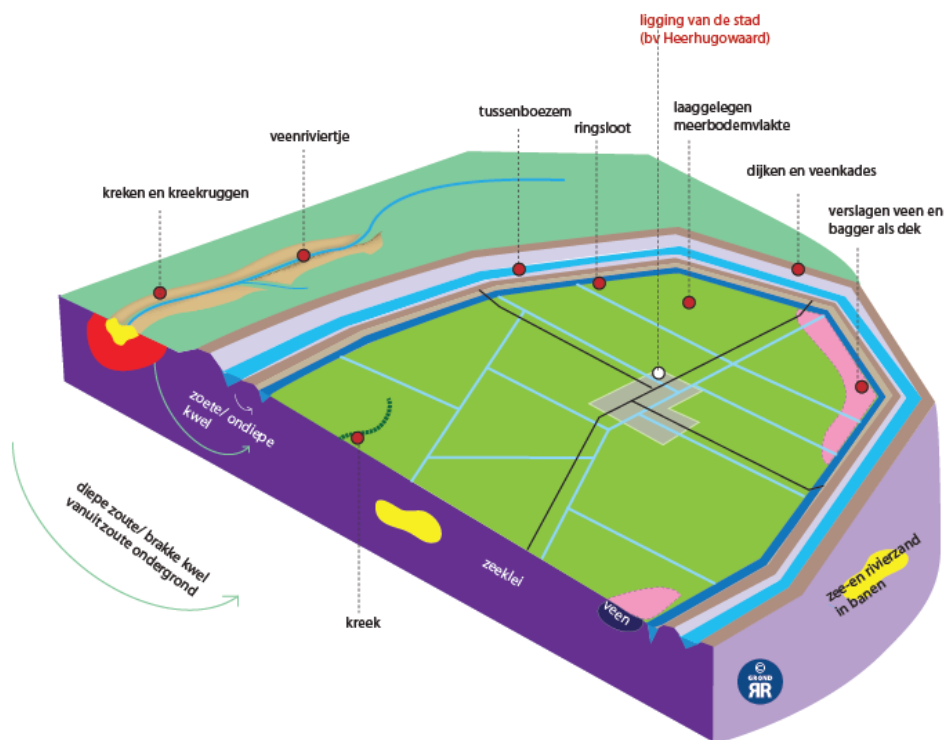 ligging van de stad
(bv Heerhugowaard)
tussenboezem
laaggelegen
meerbodemvlakte
ringsloot
veenriviertje
dijken en veenkades
kreken en kreekruggen
verslagen veen en
bagger als dek
zoete/ ondiepe
kwel
diepe zoute/ brakke kwel
vanuit zoute ondergrond
zeeklei
zee-en rivierzand
in banen
veen
kreek
©
GROND
RR